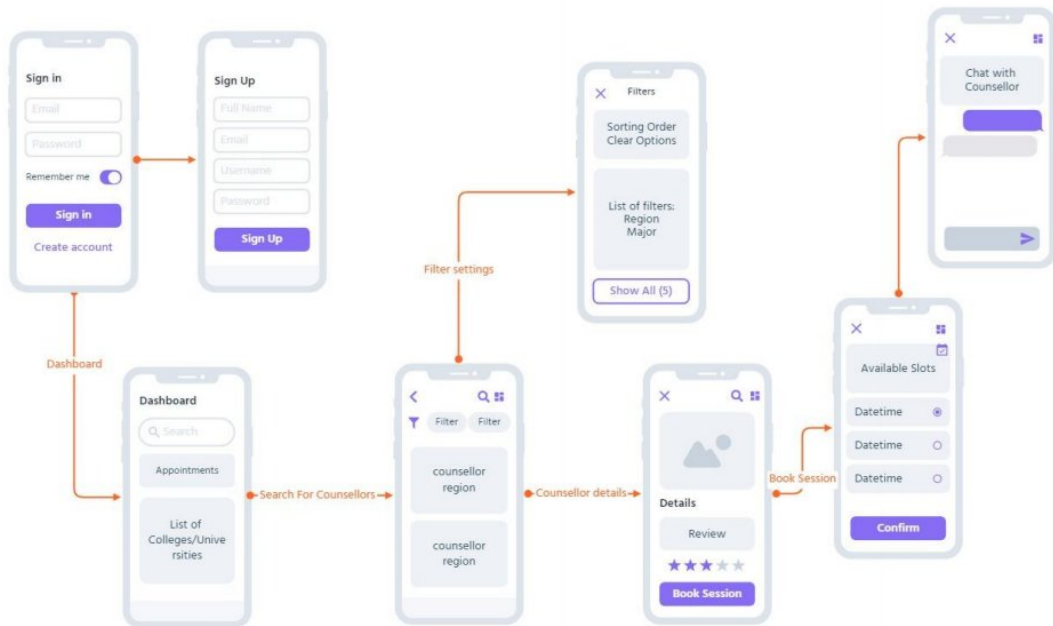 Sign in
Email
Password
Remember me
Sign in
Create account
Sign Up
Full Name
Email
Username
Password
Sign Up
Filters
Sorting Order
Clear Options
List of filters:
Region
Major
Show All (5)
Chat with
Counsellor
Filter settings
Dashboard
Dashboard
Search
Appointments
List of
Colleges/Unive
rsities
Search For Counsellors
Filter
Filter
counsellor
region
counsellor
region
Counsellor details
Details
Review
Book Session
Book Session
Available Slots
Datetime
Datetime
Datetime
Confirm